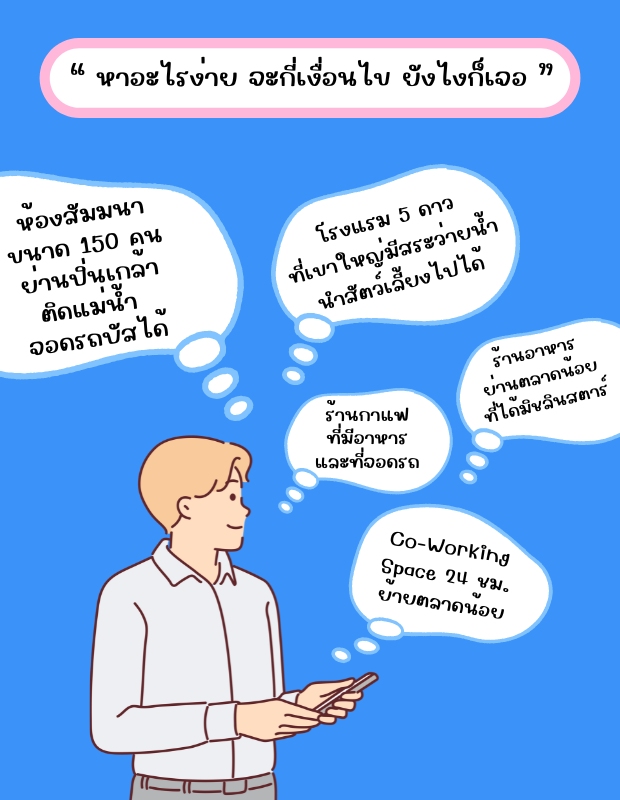 “ หาอะไรง่าย จะกี่เงื่อนไข ยังไงก็เจอ ”
ห้องสัมมนา
ขนาด 150 คูน
ย่านปิ่นเกล้า
ติดแม่น้ำ
จอดรถบัสได้
โรงแรม 5 ดาว
ที่เขาใหญ่มีสระว่ายน้ำ
นำสัตว์เลี้ยงไปได้
ร้านอาหาร
ย่านตลาดน้อย
ที่ได้มิชลินสตาร์
ร้านกาแฟ
ที่มีอาหาร
และที่จอดรถ
Co-Working
Space 24 ชม.
ย้ายตลาดน้อย